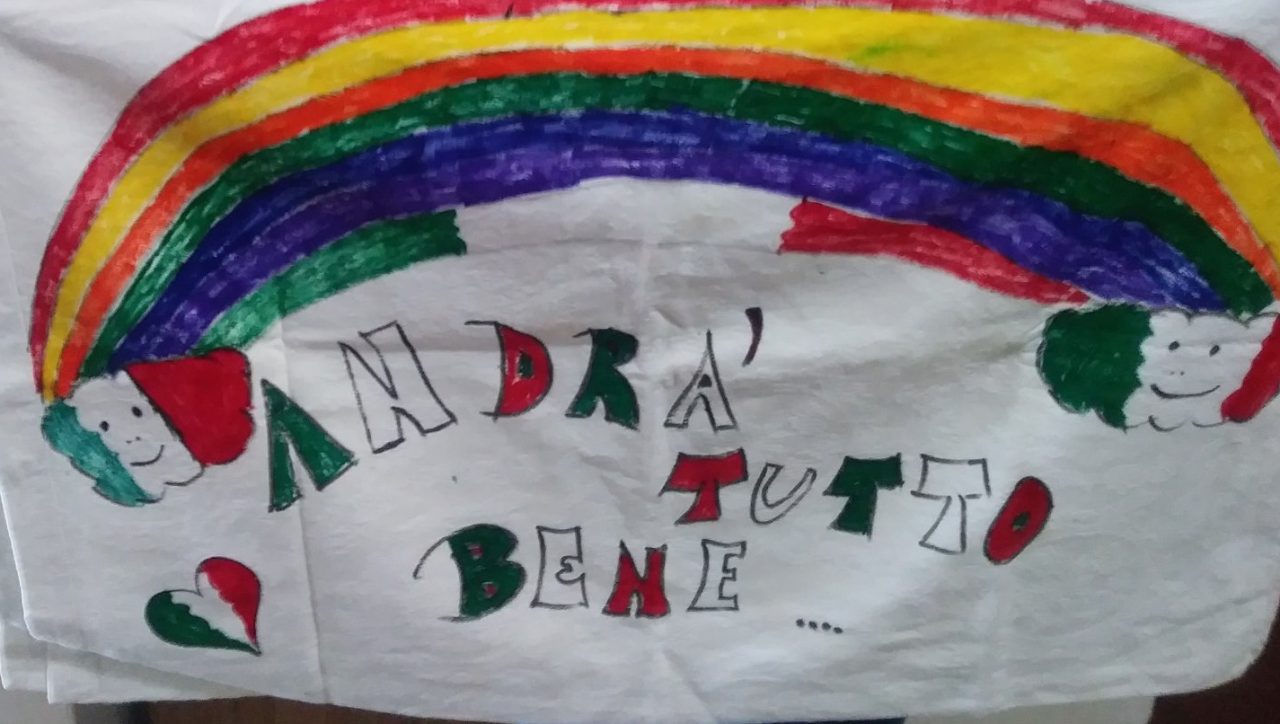 ANDRA'
TUTTO
BENE ....